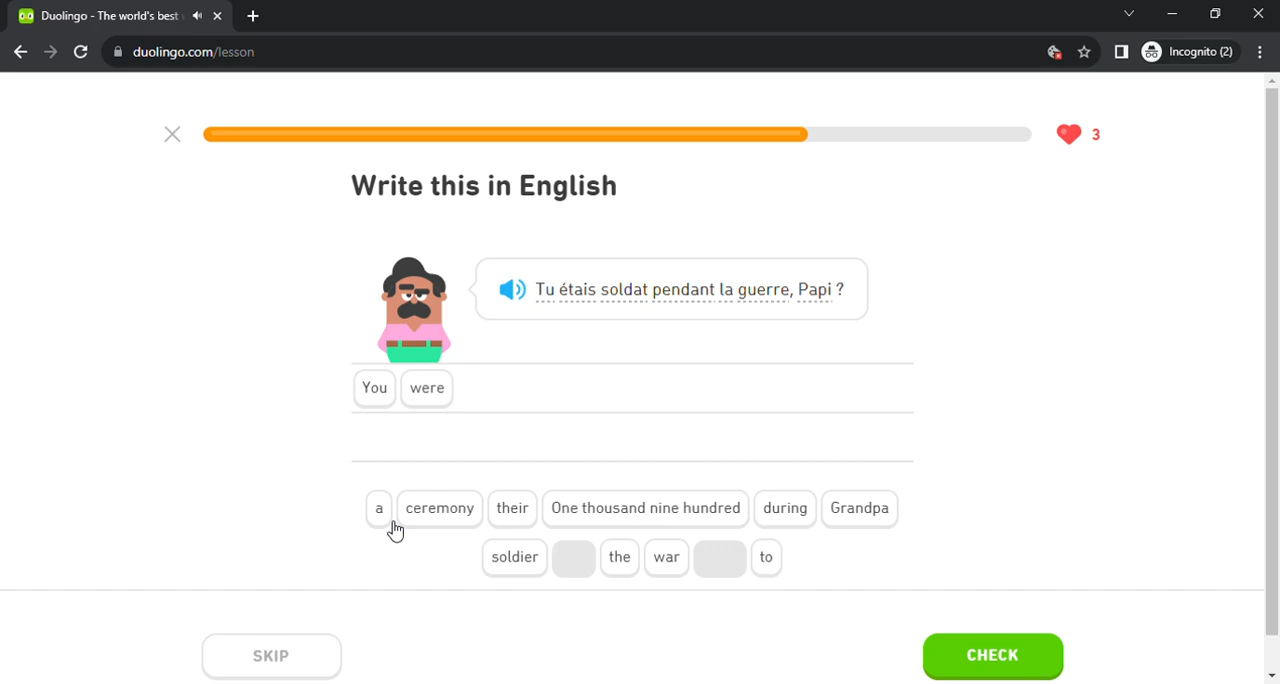 Duolingo - The world's best
duolingo.com/lesson
Incognito (2)
3
Write this in English
Tu étais soldat pendant la guerre, Papi ?
You were
a ceremony their One thousand nine hundred during Grandpa
soldier the war to
SKIP
CHECK